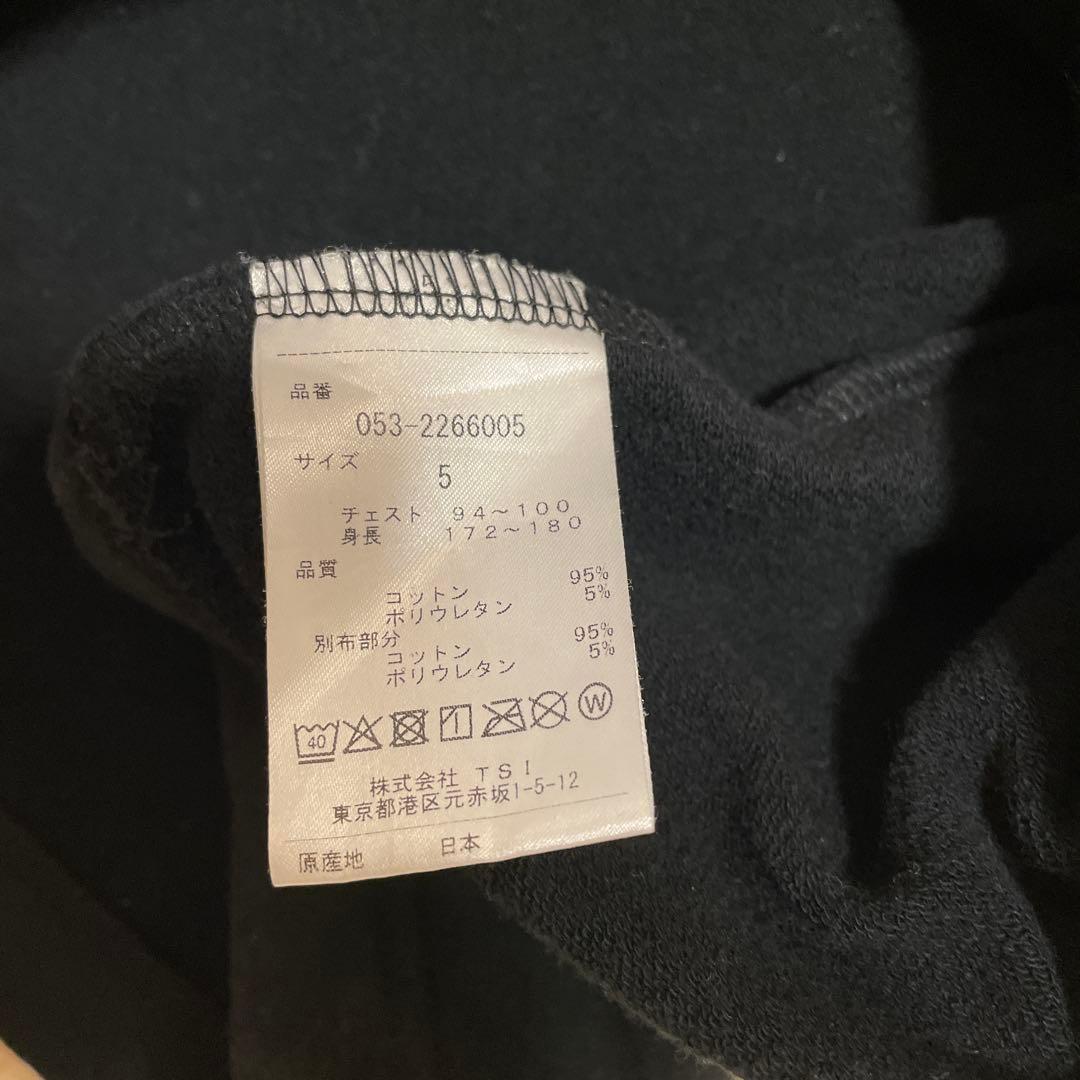 品番
053-2266005
サイズ
5
チェスト 94～100
身長 172～180
品質
コットン 95%
ポリウレタン 5%
別布部分
コットン 95%
ポリウレタン 5%
40 W
株式会社 TSI
東京都港区元赤坂1-5-12
原産地 日本